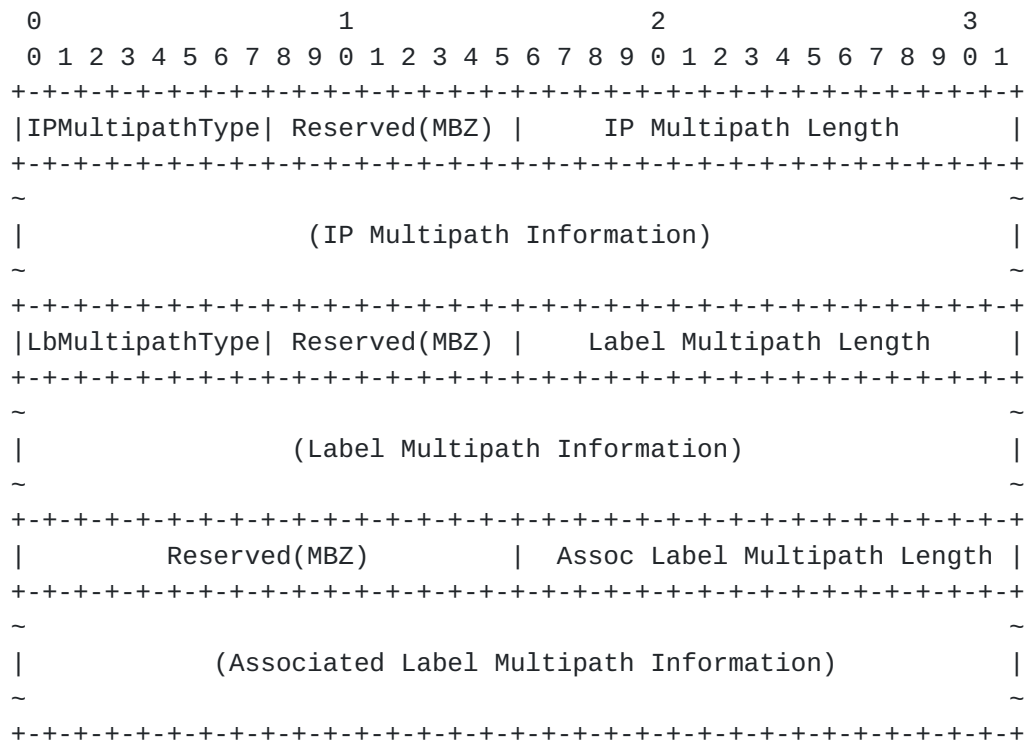 0                   1                   2                   3
 0 1 2 3 4 5 6 7 8 9 0 1 2 3 4 5 6 7 8 9 0 1 2 3 4 5 6 7 8 9 0 1
+-+-+-+-+-+-+-+-+-+-+-+-+-+-+-+-+-+-+-+-+-+-+-+-+-+-+-+-+-+-+-+-+
|IPMultipathType| Reserved(MBZ) |     IP Multipath Length       |
+-+-+-+-+-+-+-+-+-+-+-+-+-+-+-+-+-+-+-+-+-+-+-+-+-+-+-+-+-+-+-+-+
~                                                               ~
|                  (IP Multipath Information)                   |
~                                                               ~
+-+-+-+-+-+-+-+-+-+-+-+-+-+-+-+-+-+-+-+-+-+-+-+-+-+-+-+-+-+-+-+-+
|LbMultipathType| Reserved(MBZ) |    Label Multipath Length     |
+-+-+-+-+-+-+-+-+-+-+-+-+-+-+-+-+-+-+-+-+-+-+-+-+-+-+-+-+-+-+-+-+
~                                                               ~
|                 (Label Multipath Information)                 |
~                                                               ~
+-+-+-+-+-+-+-+-+-+-+-+-+-+-+-+-+-+-+-+-+-+-+-+-+-+-+-+-+-+-+-+-+
|         Reserved(MBZ)         |  Assoc Label Multipath Length |
+-+-+-+-+-+-+-+-+-+-+-+-+-+-+-+-+-+-+-+-+-+-+-+-+-+-+-+-+-+-+-+-+
~                                                               ~
|            (Associated Label Multipath Information)           |
~                                                               ~
+-+-+-+-+-+-+-+-+-+-+-+-+-+-+-+-+-+-+-+-+-+-+-+-+-+-+-+-+-+-+-+-+